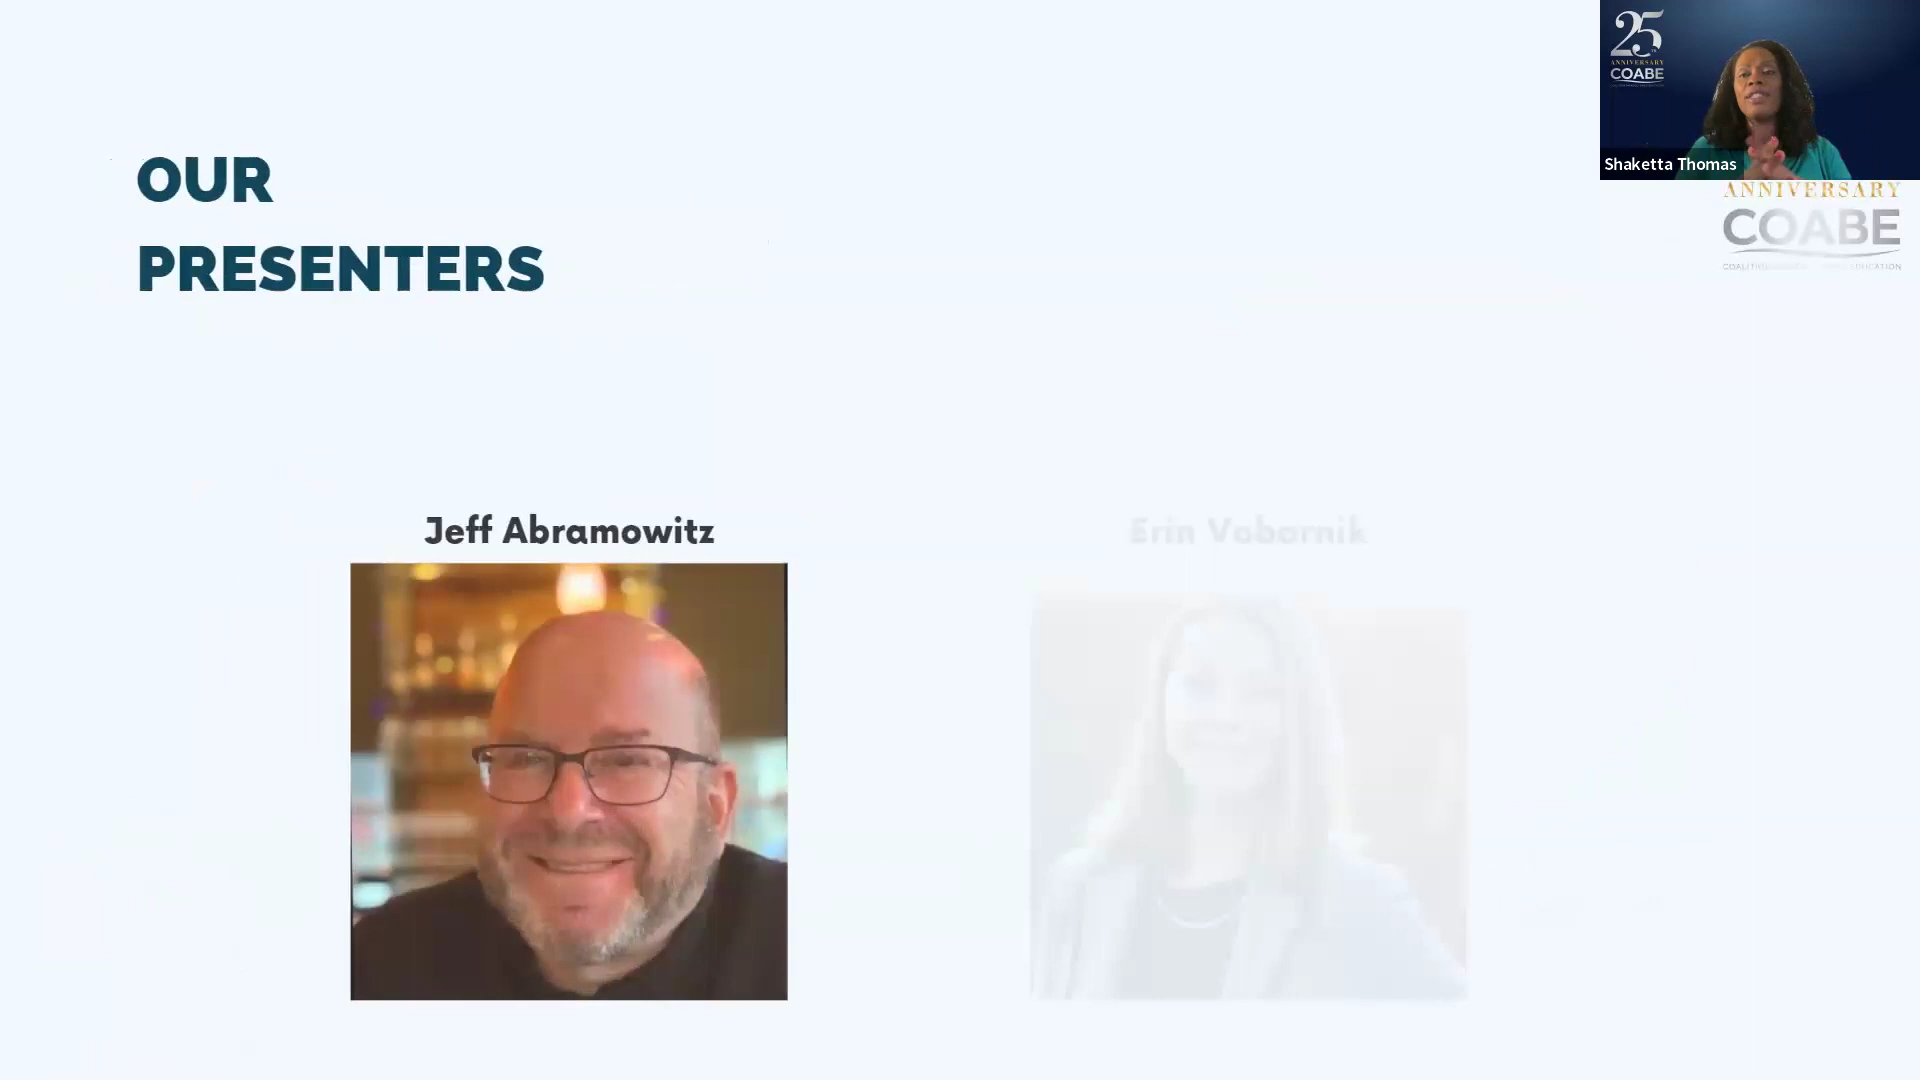 OUR
PRESENTERS
Jeff Abramowitz
Erin Vobornik
25
ANNIVERSARY
COABE
Shaketta Thomas
ANNIVERSARY
COABE